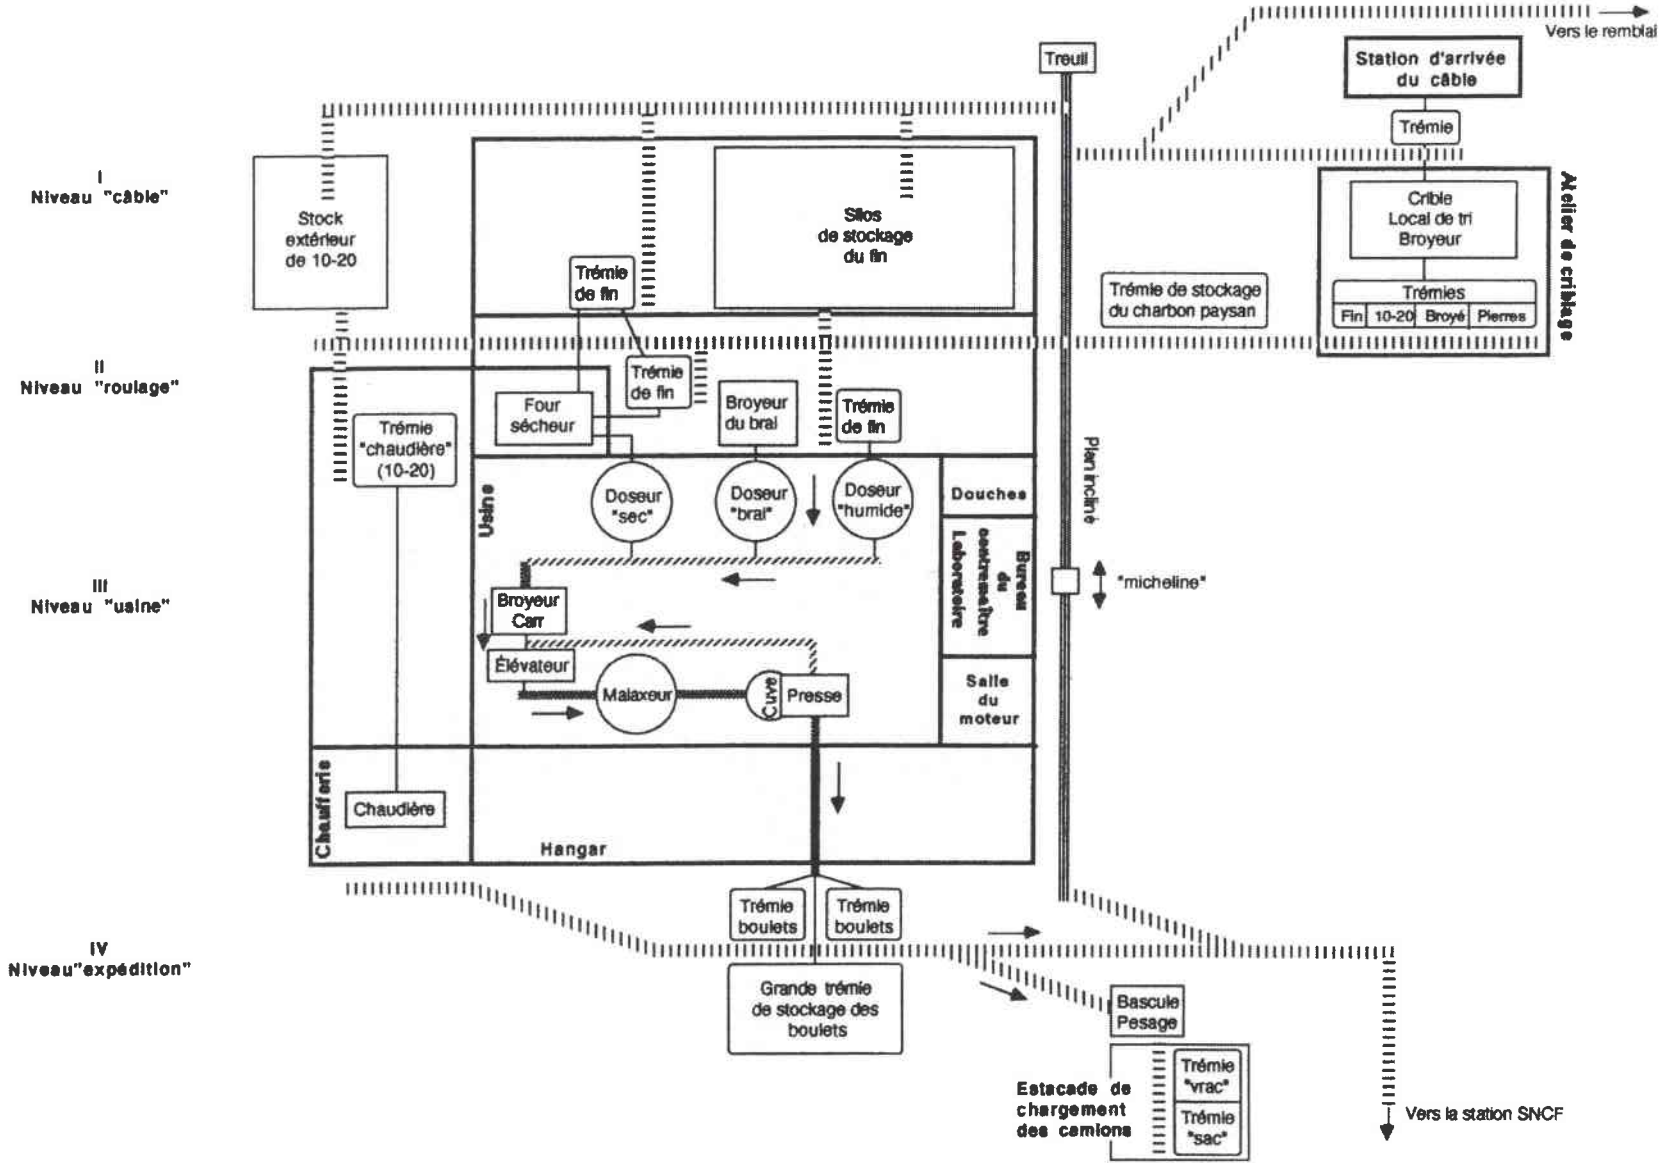 Vers le remblai
Treuil
Station d'arrivée
du câble
Trémie
I
Niveau "câble"
Stock
extérieur
de 10-20
Silos
de stockage
du fin
Crible
Local de tri
Broyeur
Atelier de criblage
Trémie
de fin
Trémie de stockage
du charbon paysan
Trémies
Fin
10-20
Broyé
Pierres
II
Niveau "roulage"
Trémie
de fin
Four
sécheur
Broyeur
du brai
Trémie
de fin
Trémie
"chaudière"
(10-20)
Plan incliné
Usine
Doseur
"sec"
Doseur
"brai"
Doseur
"humide"
Douches
Bureau
du
contremaître
Laboratoire
III
Niveau "usine"
"micheline"
Broyeur
Carr
Élévateur
Malaxeur
Cuve
Presse
Salle
du
moteur
Chaufferie
Chaudière
Hangar
Trémie
boulets
Trémie
boulets
IV
Niveau"expédition"
Grande trémie
de stockage des
boulets
Bascule
Pesage
Estacade de
chargement
des camions
Trémie
"vrac"
Trémie
"sac"
Vers la station SNCF